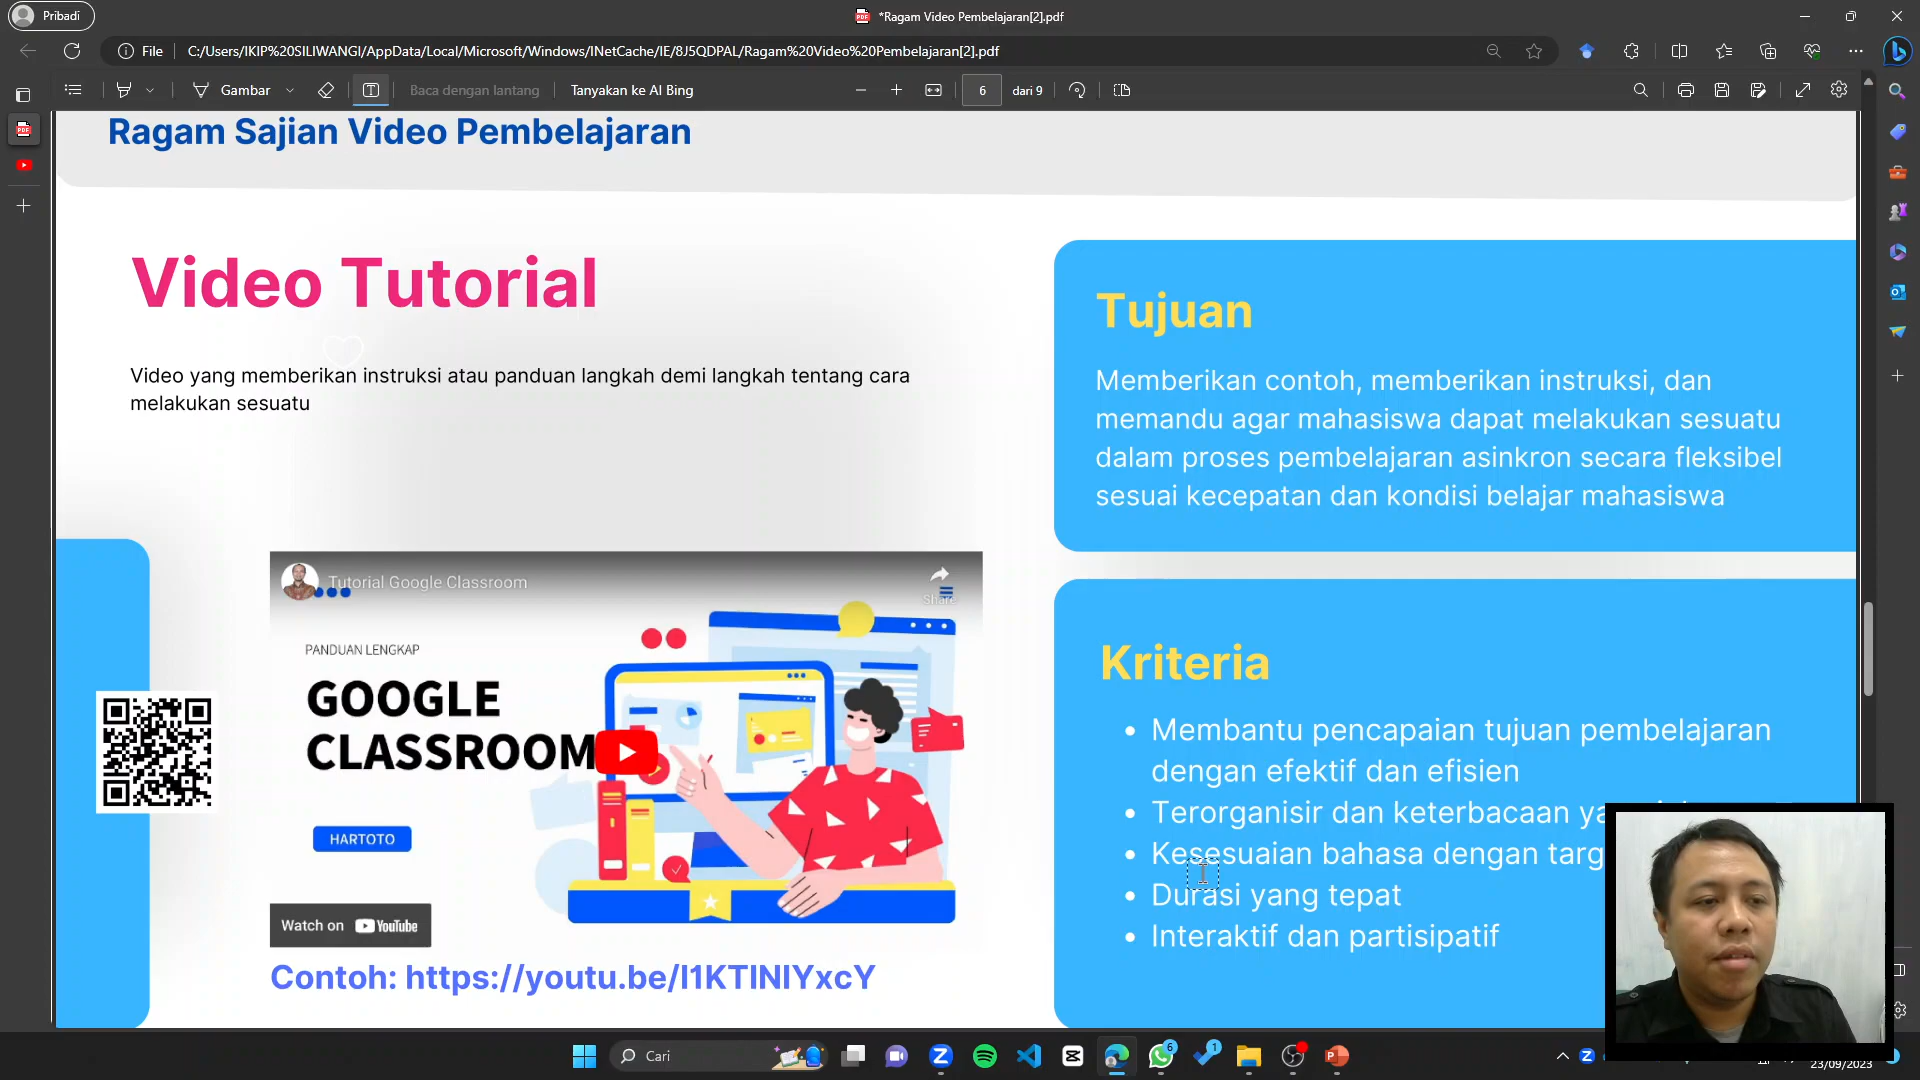 Pribadi
*Ragam Video Pembelajaran[2].pdf
File
C:/Users/IKIP%20SILIWANGI/AppData/Local/Microsoft/Windows/INetCache/IE/8J5QDPAL/Ragam%20Video%20Pembelajaran[2].pdf
Gambar
Baca dengan lantang
Tanyakan ke AI Bing
6
dari 9
Ragam Sajian Video Pembelajaran
Video Tutorial
Video yang memberikan instruksi atau panduan langkah demi langkah tentang cara
melakukan sesuatu
Tujuan
Memberikan contoh, memberikan instruksi, dan
memandu agar mahasiswa dapat melakukan sesuatu
dalam proses pembelajaran asinkron secara fleksibel
sesuai kecepatan dan kondisi belajar mahasiswa
Tutorial Google Classroom
Share
PANDUAN LENGKAP
GOOGLE
CLASSROOM
HARTOTO
Watch on YouTube
Contoh: https://youtu.be/I1KTINIYxcY
Kriteria
• Membantu pencapaian tujuan pembelajaran
dengan efektif dan efisien
• Terorganisir dan keterbacaan
• Kesesuaian bahasa dengan
• Durasi yang tepat
• Interaktif dan partisipatif
Cari
6
1
23/09/2023